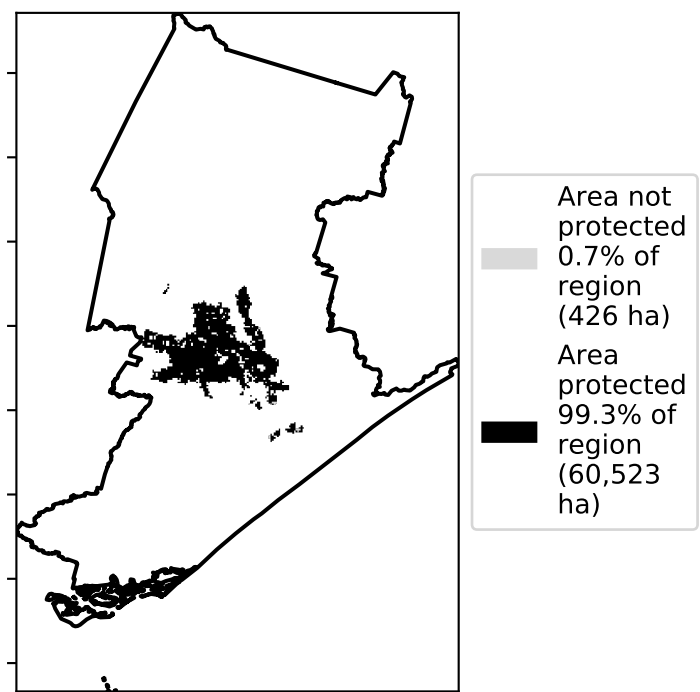 Area not
protected
0.7% of
region
(426 ha)
Area
protected
99.3% of
region
(60,523
ha)